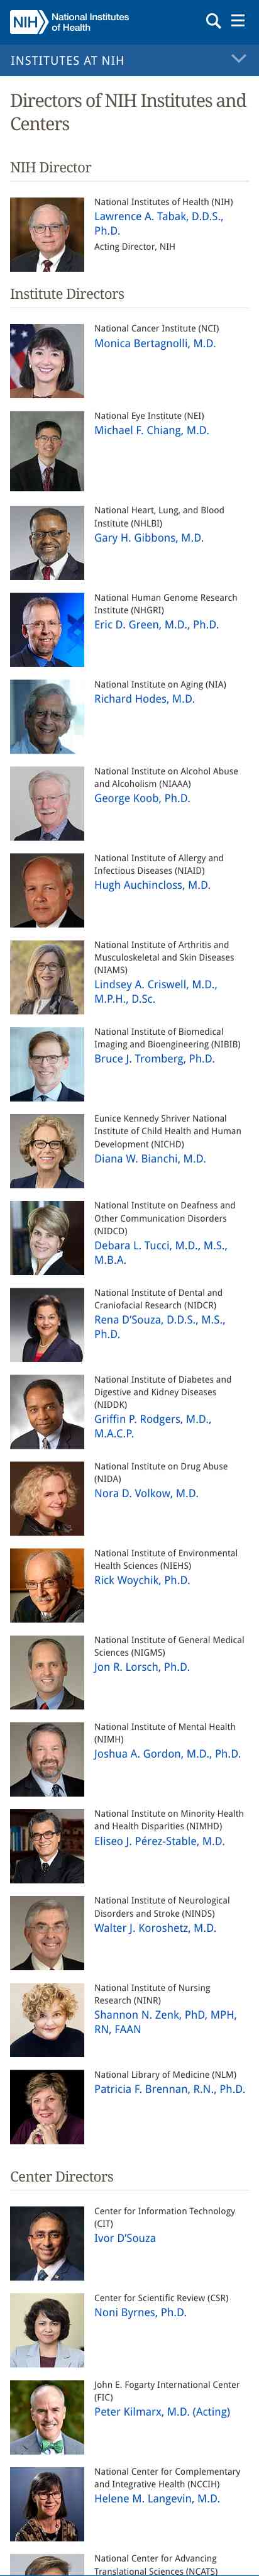 NIH National Institutes
of Health
INSTITUTES AT NIH
Directors of NIH Institutes and
Centers
NIH Director
National Institutes of Health (NIH)
Lawrence A. Tabak, D.D.S.,
Ph.D.
Acting Director, NIH
Institute Directors
National Cancer Institute (NCI)
Monica Bertagnolli, M.D.
National Eye Institute (NEI)
Michael F. Chiang, M.D.
National Heart, Lung, and Blood
Institute (NHLBI)
Gary H. Gibbons, M.D.
National Human Genome Research
Institute (NHGRI)
Eric D. Green, M.D., Ph.D.
National Institute on Aging (NIA)
Richard Hodes, M.D.
National Institute on Alcohol Abuse
and Alcoholism (NIAAA)
George Koob, Ph.D.
National Institute of Allergy and
Infectious Diseases (NIAID)
Hugh Auchincloss, M.D.
National Institute of Arthritis and
Musculoskeletal and Skin Diseases
(NIAMS)
Lindsey A. Criswell, M.D.,
M.P.H., D.Sc.
National Institute of Biomedical
Imaging and Bioengineering (NIBIB)
Bruce J. Tromberg, Ph.D.
Eunice Kennedy Shriver National
Institute of Child Health and Human
Development (NICHD)
Diana W. Bianchi, M.D.
National Institute on Deafness and
Other Communication Disorders
(NIDCD)
Debara L. Tucci, M.D., M.S.,
M.B.A.
National Institute of Dental and
Craniofacial Research (NIDCR)
Rena D'Souza, D.D.S., M.S.,
Ph.D.
National Institute of Diabetes and
Digestive and Kidney Diseases
(NIDDK)
Griffin P. Rodgers, M.D.,
M.A.C.P.
National Institute on Drug Abuse
(NIDA)
Nora D. Volkow, M.D.
National Institute of Environmental
Health Sciences (NIEHS)
Rick Woychik, Ph.D.
National Institute of General Medical
Sciences (NIGMS)
Jon R. Lorsch, Ph.D.
National Institute of Mental Health
(NIMH)
Joshua A. Gordon, M.D., Ph.D.
National Institute on Minority Health
and Health Disparities (NIMHD)
Eliseo J. Pérez-Stable, M.D.
National Institute of Neurological
Disorders and Stroke (NINDS)
Walter J. Koroshetz, M.D.
National Institute of Nursing
Research (NINR)
Shannon N. Zenk, PhD, MPH,
RN, FAAN
National Library of Medicine (NLM)
Patricia F. Brennan, R.N., Ph.D.
Center Directors
Center for Information Technology
(CIT)
Ivor D'Souza
Center for Scientific Review (CSR)
Noni Byrnes, Ph.D.
John E. Fogarty International Center
(FIC)
Peter Kilmarx, M.D. (Acting)
National Center for Complementary
and Integrative Health (NCCIH)
Helene M. Langevin, M.D.
National Center for Advancing
Translational Sciences (NCATS)